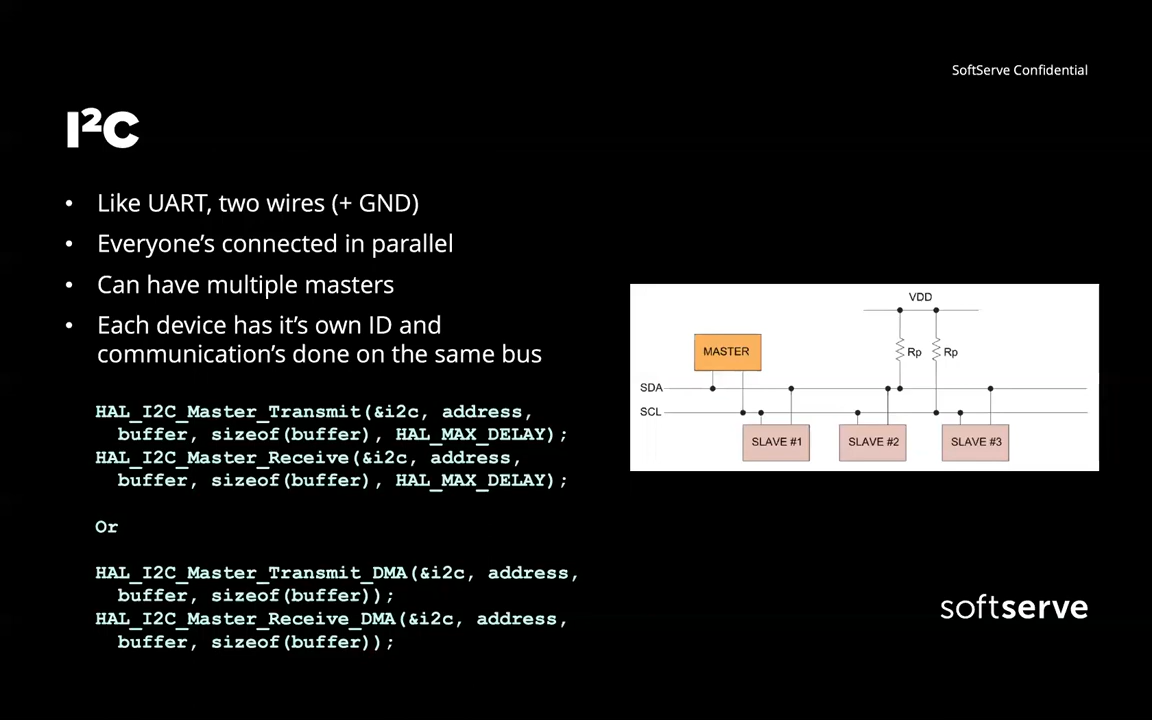 SoftServe Confidential
I²C
• Like UART, two wires (+ GND)
• Everyone's connected in parallel
• Can have multiple masters
• Each device has it's own ID and
communication's done on the same bus
HAL_I2C_Master_Transmit(&i2c, address,
buffer, sizeof(buffer), HAL_MAX_DELAY);
HAL_I2C_Master_Receive(&i2c, address,
buffer, sizeof(buffer), HAL_MAX_DELAY);
Or
HAL_I2C_Master_Transmit_DMA(&i2c, address,
buffer, sizeof(buffer));
HAL_I2C_Master_Receive_DMA(&i2c, address,
buffer, sizeof(buffer));
VDD
MASTER
Rp Rp
SDA
SCL
SLAVE #1 SLAVE #2 SLAVE #3
softserve